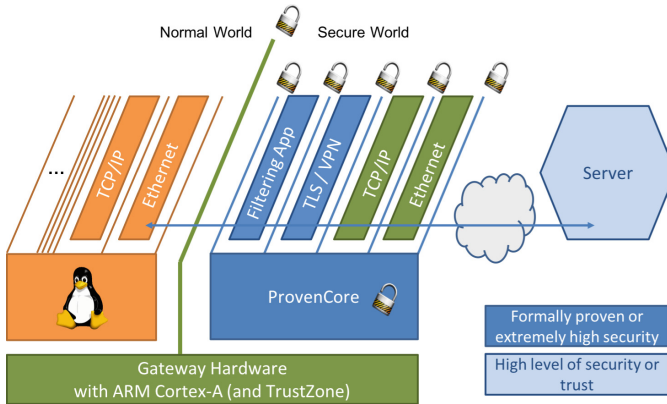 Normal World
Secure World
...
TCP/IP
Ethernet
Filtering App
TLS / VPN
TCP/IP
Ethernet
Server
ProvenCore
Gateway Hardware
with ARM Cortex-A (and TrustZone)
Formally proven or
extremely high security
High level of security or
trust